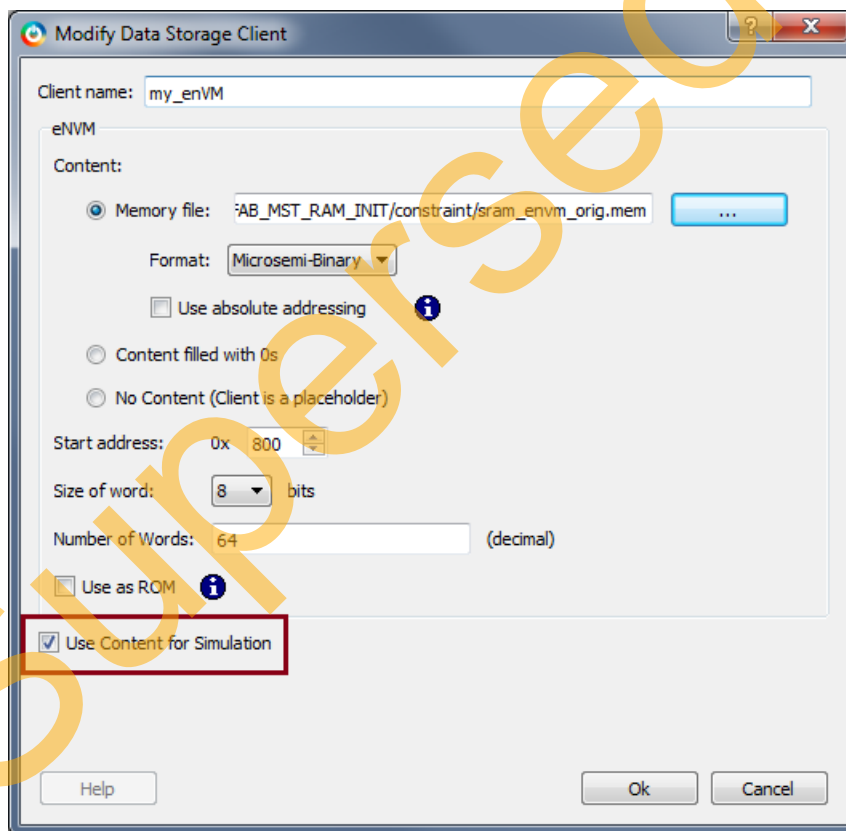 Modify Data Storage Client
Client name: my_enVM
eNVM
Content:
Memory file: FAB_MST_RAM_INIT/constraint/sram_envm_orig.mem ...
Format: Microsemi-Binary
Use absolute addressing
Content filled with 0s
No Content (Client is a placeholder)
Start address: 0x 800
Size of word: 8 bits
Number of Words: 64 (decimal)
Use as ROM
Use Content for Simulation
Help Ok Cancel
Supersed